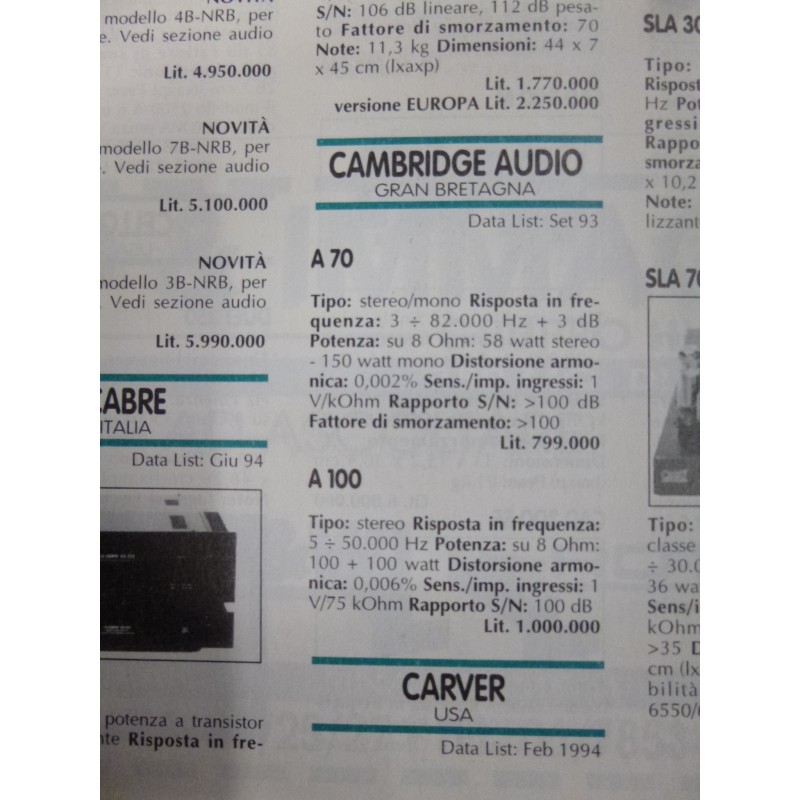 NOVITÀ
modello 4B-NRB, per
e. Vedi sezione audio
Lit. 4.950.000
NOVITÀ
modello 7B-NRB, per
e. Vedi sezione audio
Lit. 5.100.000
NOVITÀ
modello 3B-NRB, per
. Vedi sezione audio
Lit. 5.990.000
CABRE
ITALIA
Data List: Giu 94
potenza a transistor
Risposta in fre-
S/N: 106 dB lineare, 112 dB pesa-
to Fattore di smorzamento: 70
Note: 11,3 kg Dimensioni: 44 x 7
x 45 cm (lxaxp)
Lit. 1.770.000
versione EUROPA Lit. 2.250.000
CAMBRIDGE AUDIO
GRAN BRETAGNA
Data List: Set 93
A 70
Tipo: stereo/mono Risposta in fre-
quenza: 3 ÷ 82.000 Hz + 3 dB
Potenza: su 8 Ohm: 58 watt stereo
- 150 watt mono Distorsione armo-
nica: 0,002% Sens./imp. ingressi: 1
V/kOhm Rapporto S/N: >100 dB
Fattore di smorzamento: >100
Lit. 799.000
A 100
Tipo: stereo Risposta in frequenza:
5 ÷ 50.000 Hz Potenza: su 8 Ohm:
100 + 100 watt Distorsione armo-
nica: 0,006% Sens./imp. ingressi: 1
V/75 kOhm Rapporto S/N: 100 dB
Lit. 1.000.000
CARVER
USA
Data List: Feb 1994
SLA 30
Tipo:
Rispost
Hz Pot
gressi
Rappo
smorza
x 10,2
Note:
lizzant
SLA 70
Tipo:
classe
÷ 30.0
36 wa
Sens/i
kOhm
>35 D
cm (lx
bilità
6550/